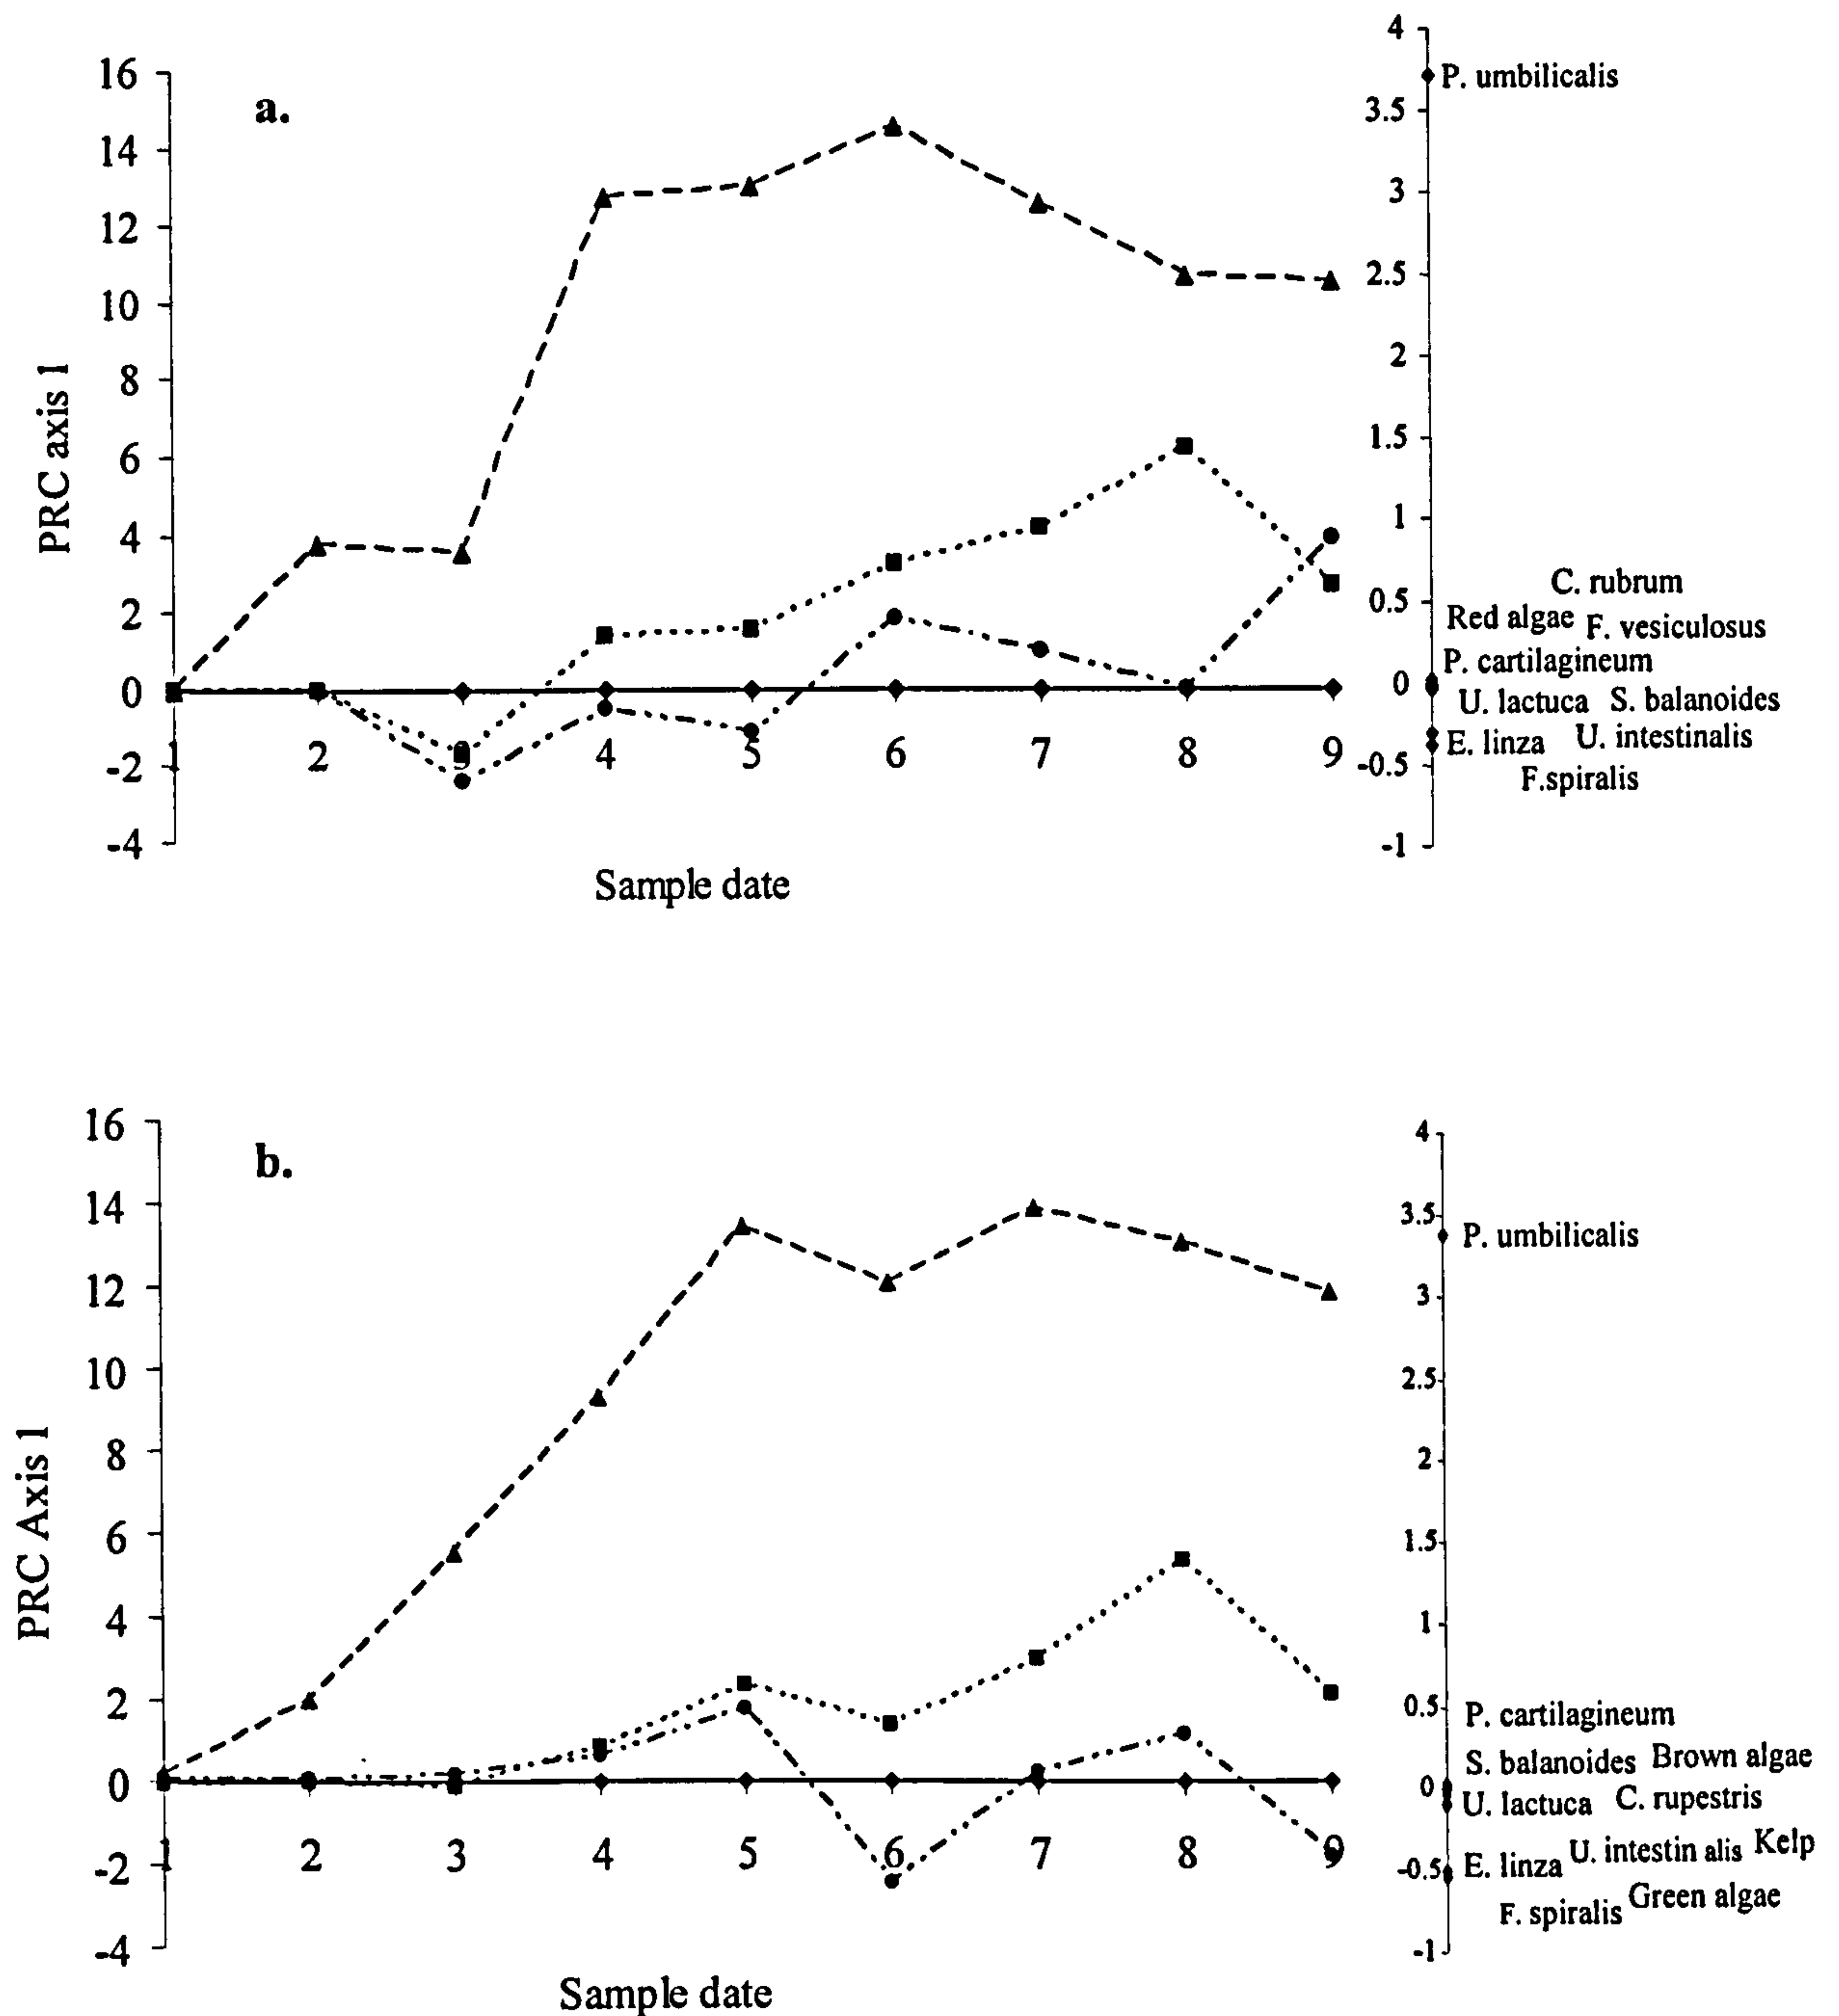 a.
PRC axis 1
16
14
12
10
8
6
4
2
0
-2
-4
1 2 3 4 5 6 7 8 9
Sample date
4
3.5
3
2.5
2
1.5
1
0.5
0
-0.5
-1
P. umbilicalis
C. rubrum
Red algae F. vesiculosus
P. cartilagineum
U. lactuca S. balanoides
E. linza U. intestinalis
F.spiralis
b.
PRC Axis 1
16
14
12
10
8
6
4
2
0
-2
-4
1 2 3 4 5 6 7 8 9
Sample date
4
3.5
3
2.5
2
1.5
1
0.5
0
-0.5
-1
P. umbilicalis
P. cartilagineum
S. balanoides Brown algae
U. lactuca C. rupestris
E. linza U. intestin alis Kelp
F. spiralis Green algae